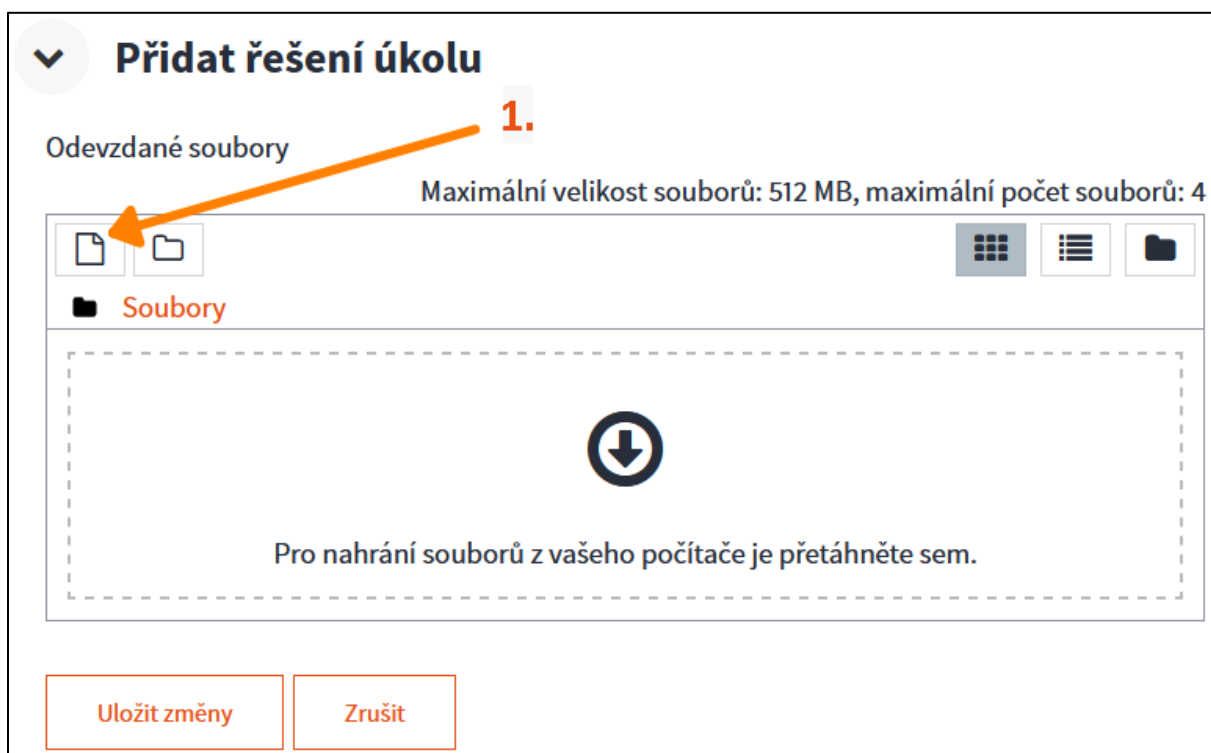 Přidat řešení úkolu
1.
Odevzdané soubory
Maximální velikost souborů: 512 MB, maximální počet souborů: 4
Soubory
Pro nahrání souborů z vašeho počítače je přetáhněte sem.
Uložit změny
Zrušit